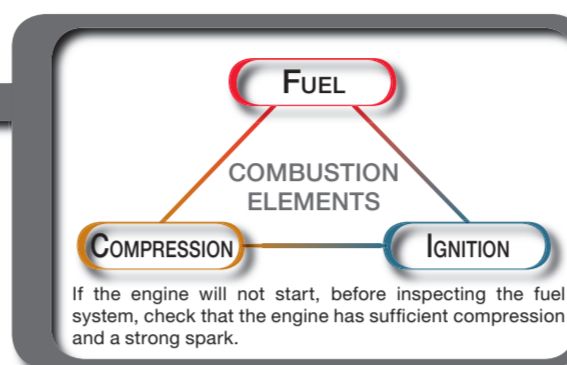 FUEL
COMBUSTION
ELEMENTS
COMPRESSION
IGNITION
If the engine will not start, before inspecting the fuel
system, check that the engine has sufficient compression
and a strong spark.